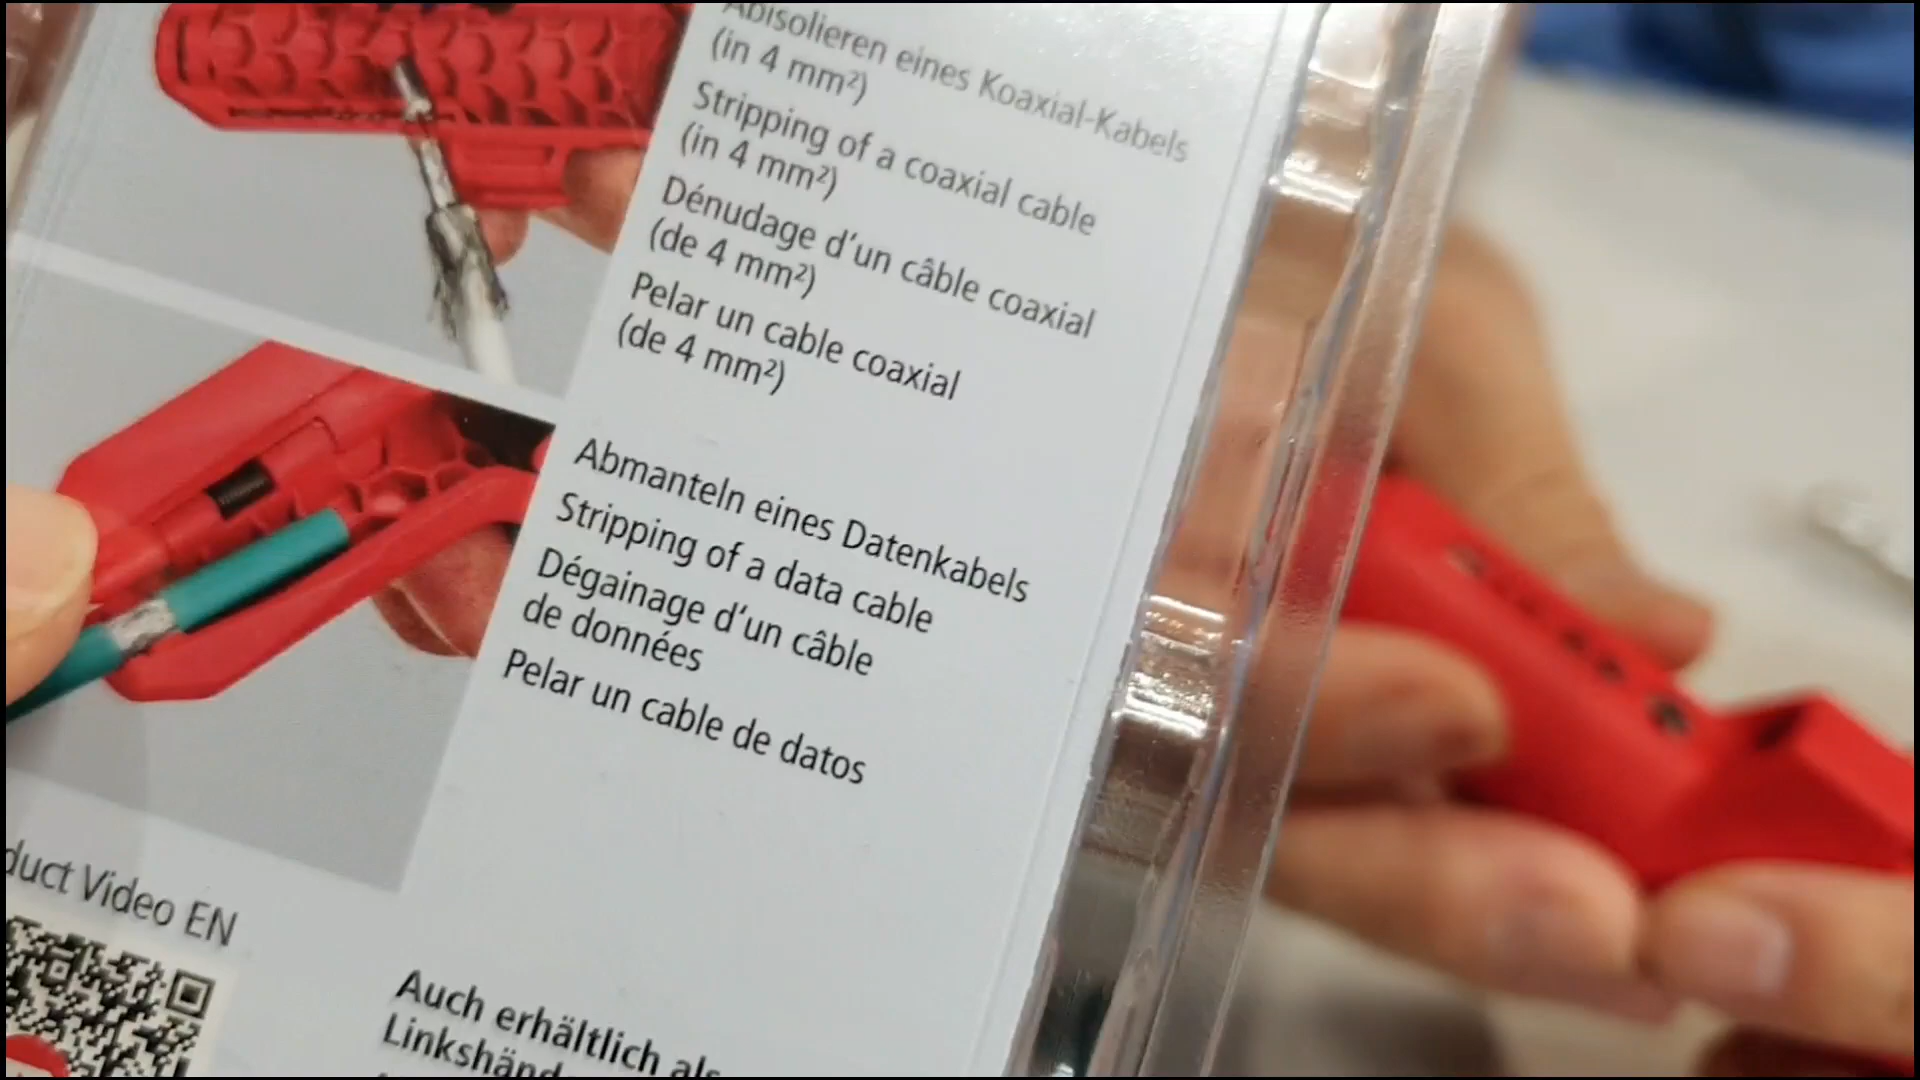 Abisolieren eines Koaxial-Kabels
(in 4 mm²)
Stripping of a coaxial cable
(in 4 mm²)
Dénudage d'un câble coaxial
(de 4 mm²)
Pelar un cable coaxial
(de 4 mm²)
Abmanteln eines Datenkabels
Stripping of a data cable
Dégainage d'un câble
de données
Pelar un cable de datos
duct Video EN
Auch erhältlich als
Linkshänd